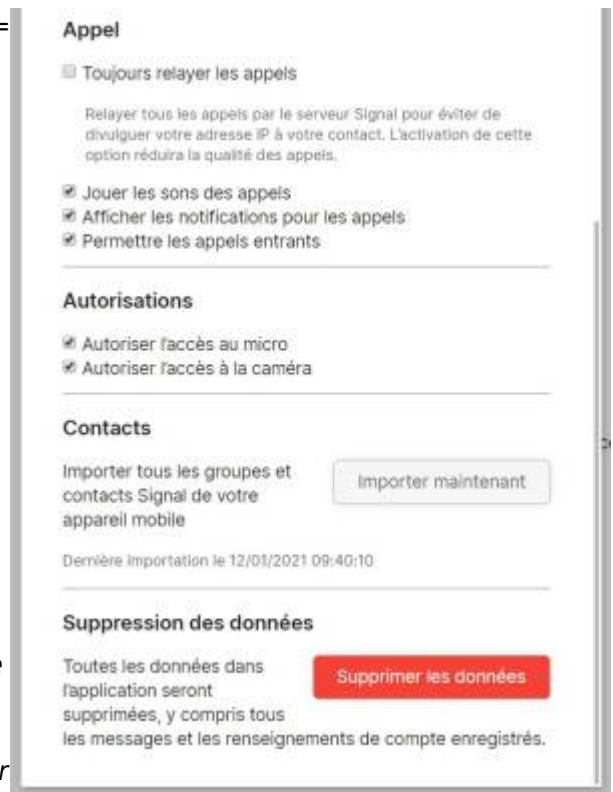 Appel
Toujours relayer les appels
Relayer tous les appels par le serveur Signal pour éviter de
divulguer votre adresse IP à votre contact. L'activation de cette
option réduira la qualité des appels.
Jouer les sons des appels
Afficher les notifications pour les appels
Permettre les appels entrants
Autorisations
Autoriser l'accès au micro
Autoriser l'accès à la caméra
Contacts
Importer tous les groupes et
contacts Signal de votre
appareil mobile
Importer maintenant
Dernière importation le 12/01/2021 09:40:10
Suppression des données
Toutes les données dans
l'application seront
supprimées, y compris tous
les messages et les renseignements de compte enregistrés.
Supprimer les données